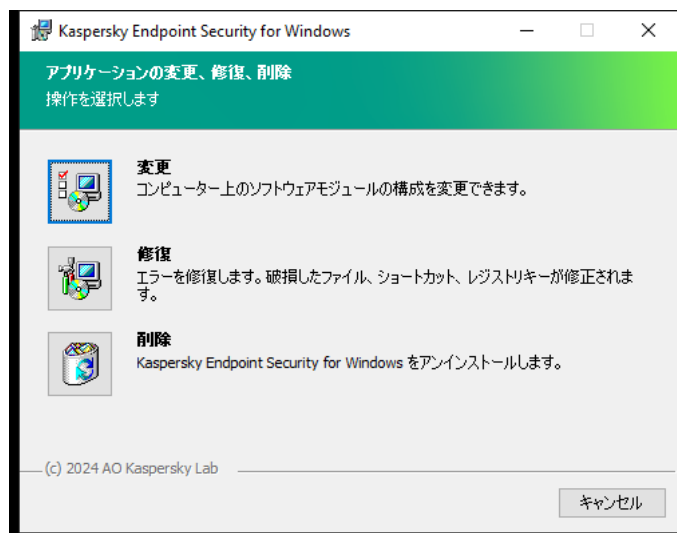 Kaspersky Endpoint Security for Windows
アプリケーションの変更、修復、削除
操作を選択します
変更
コンピューター上のソフトウェアモジュールの構成を変更できます。
修復
エラーを修復します。破損したファイル、ショートカット、レジストリキーが修正されま
す。
削除
Kaspersky Endpoint Security for Windows をアンインストールします。
(c) 2024 AO Kaspersky Lab
キャンセル